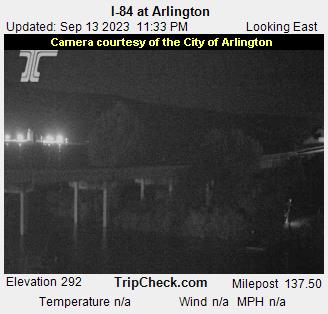 I-84 at Arlington
Updated: Sep 13 2023 11:33 PM Looking East
Camera courtesy of the City of Arlington
Elevation 292 TripCheck.com Milepost 137.50
Temperature n/a Wind n/a MPH n/a